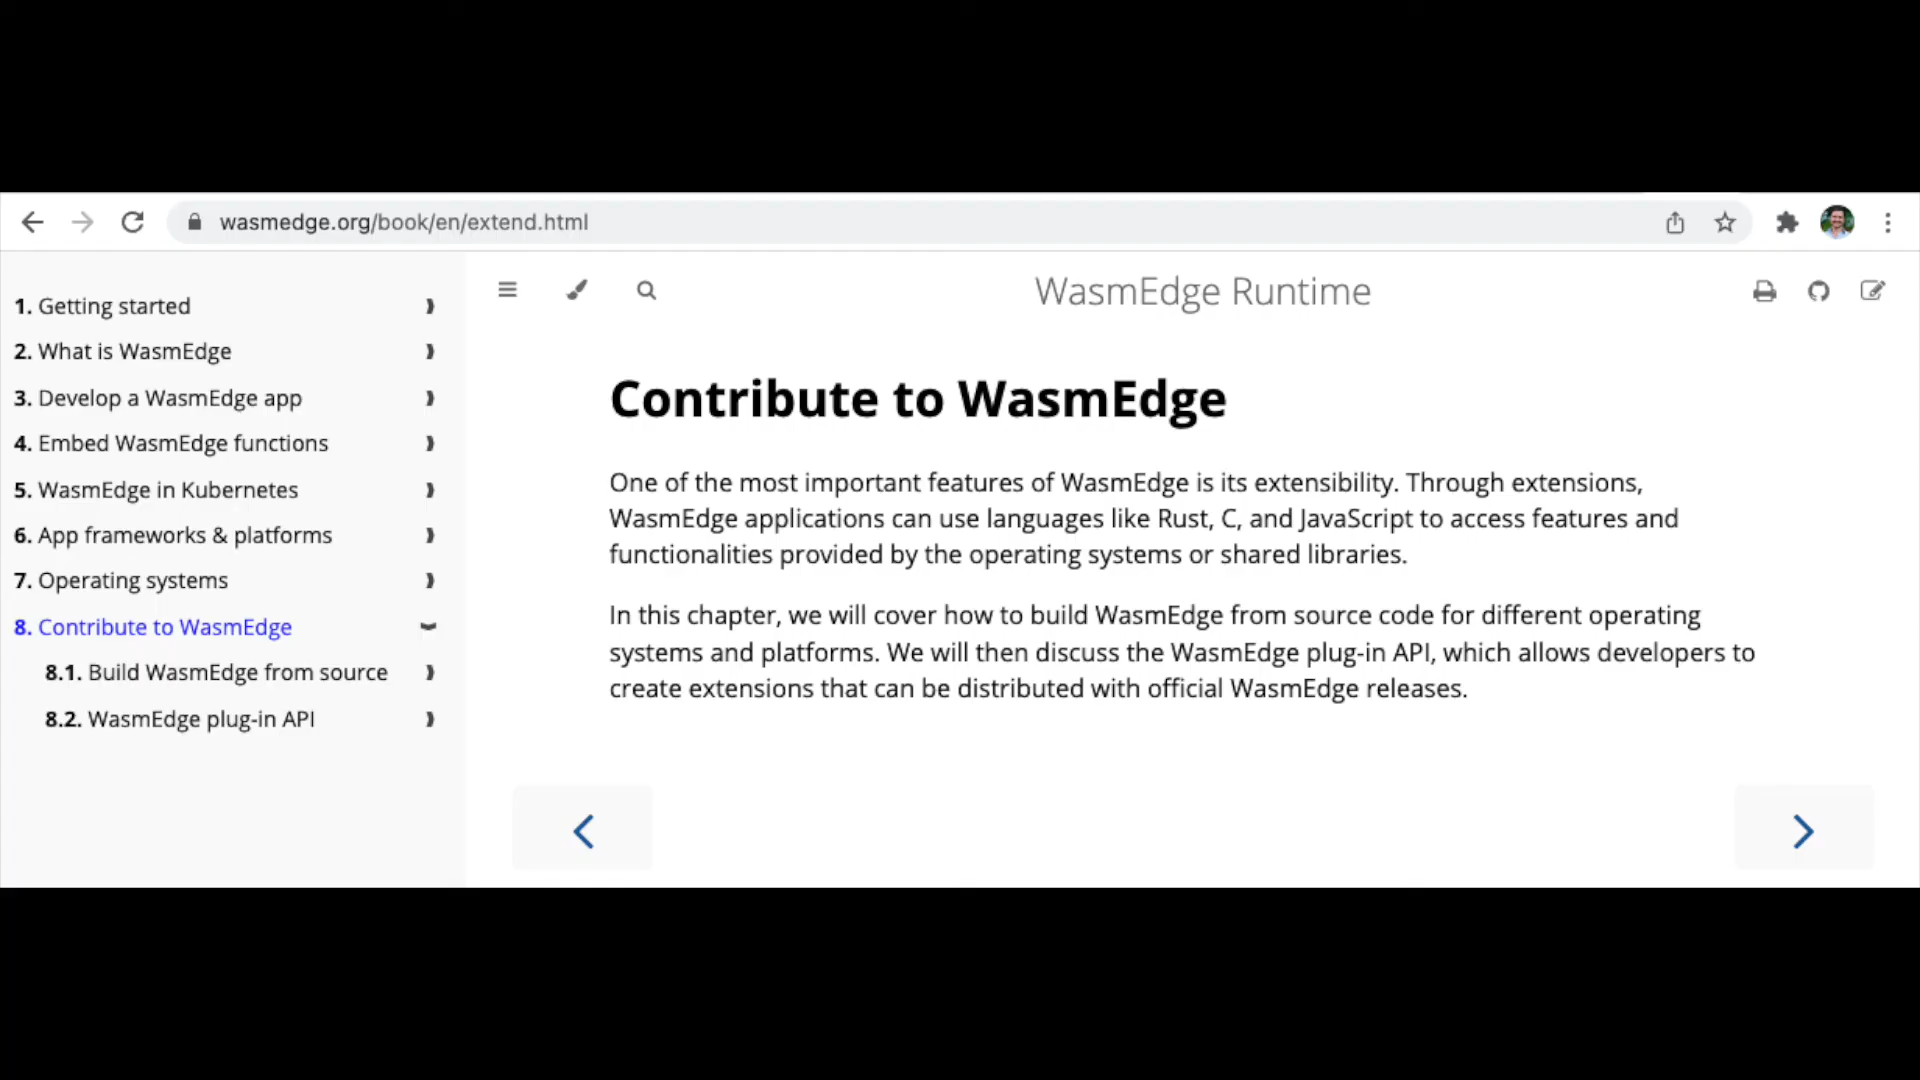 wasmedge.org/book/en/extend.html
1. Getting started
2. What is WasmEdge
3. Develop a WasmEdge app
4. Embed WasmEdge functions
5. WasmEdge in Kubernetes
6. App frameworks & platforms
7. Operating systems
8. Contribute to WasmEdge
8.1. Build WasmEdge from source
8.2. WasmEdge plug-in API
WasmEdge Runtime
Contribute to WasmEdge
One of the most important features of WasmEdge is its extensibility. Through extensions,
WasmEdge applications can use languages like Rust, C, and JavaScript to access features and
functionalities provided by the operating systems or shared libraries.
In this chapter, we will cover how to build WasmEdge from source code for different operating
systems and platforms. We will then discuss the WasmEdge plug-in API, which allows developers to
create extensions that can be distributed with official WasmEdge releases.